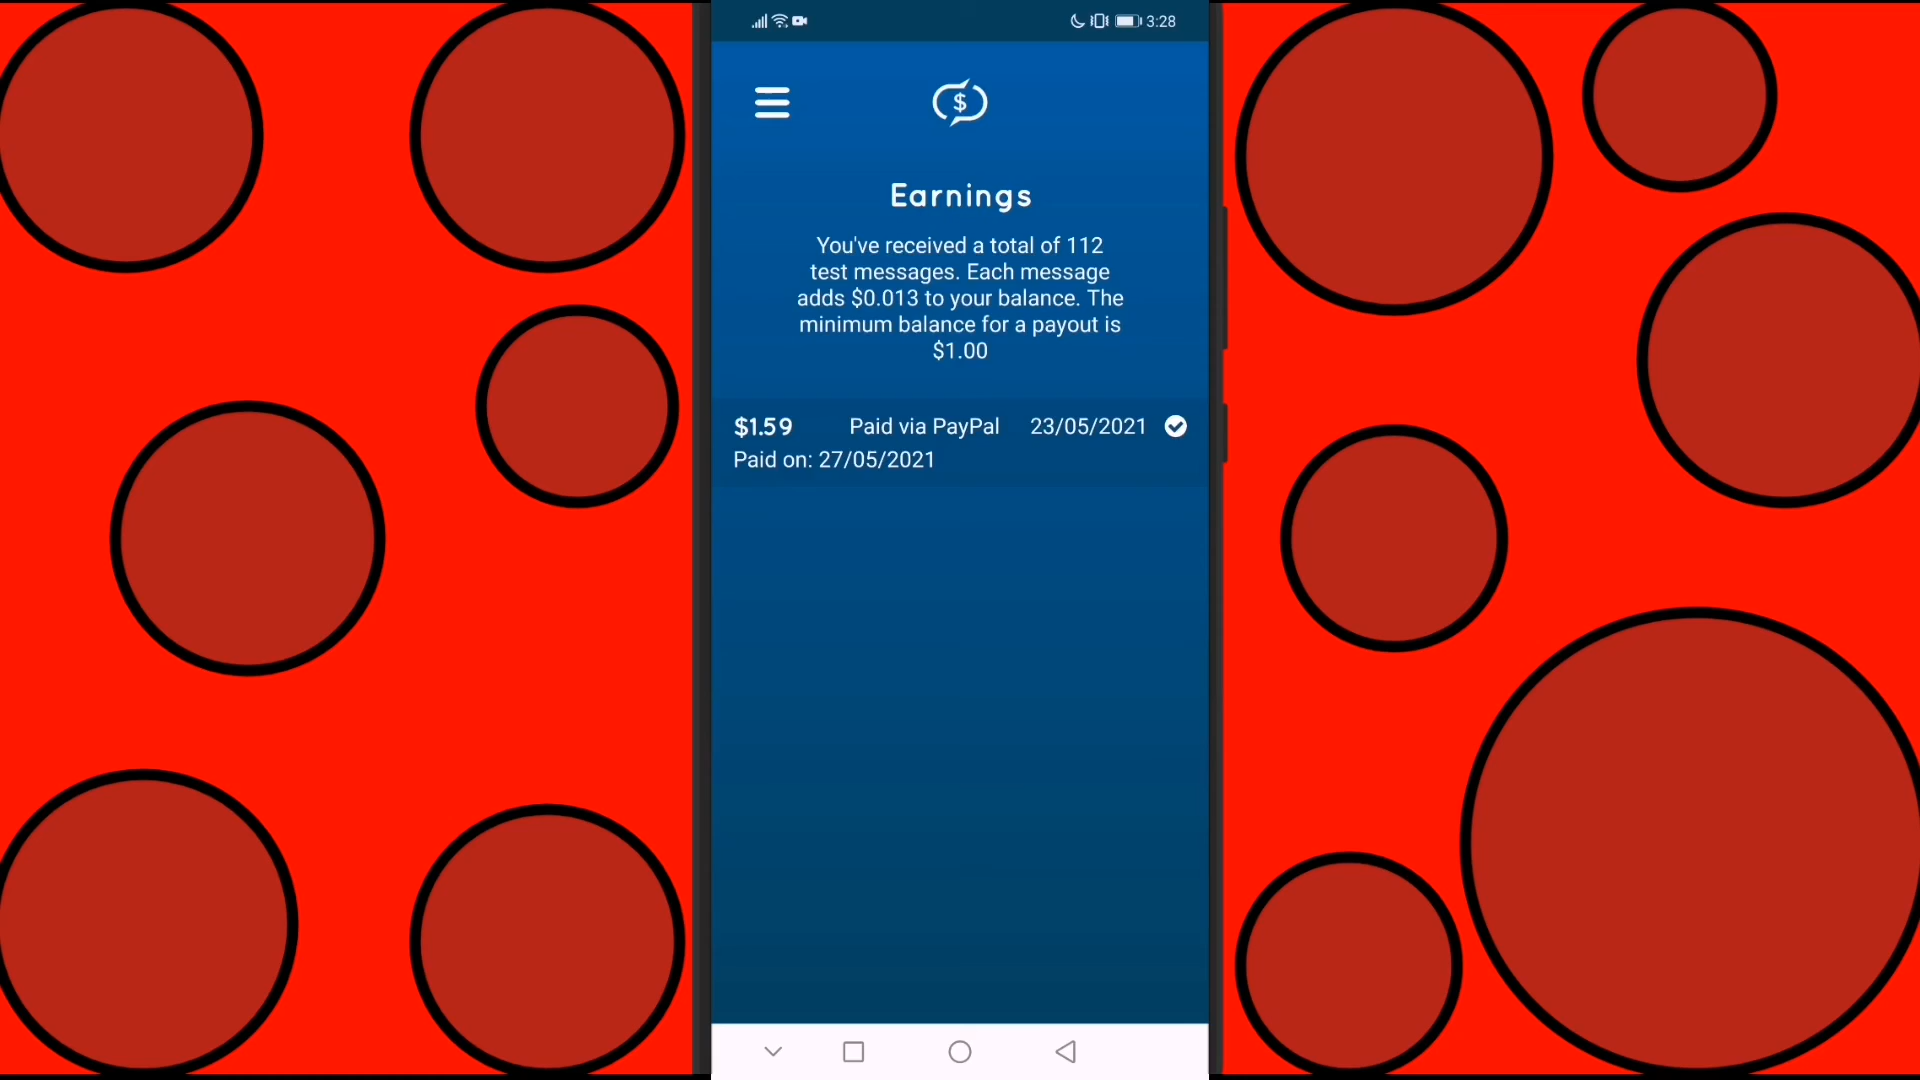 3:28
$
Earnings
You've received a total of 112
test messages. Each message
adds $0.013 to your balance. The
minimum balance for a payout is
$1.00
$1.59 Paid via PayPal 23/05/2021
Paid on: 27/05/2021